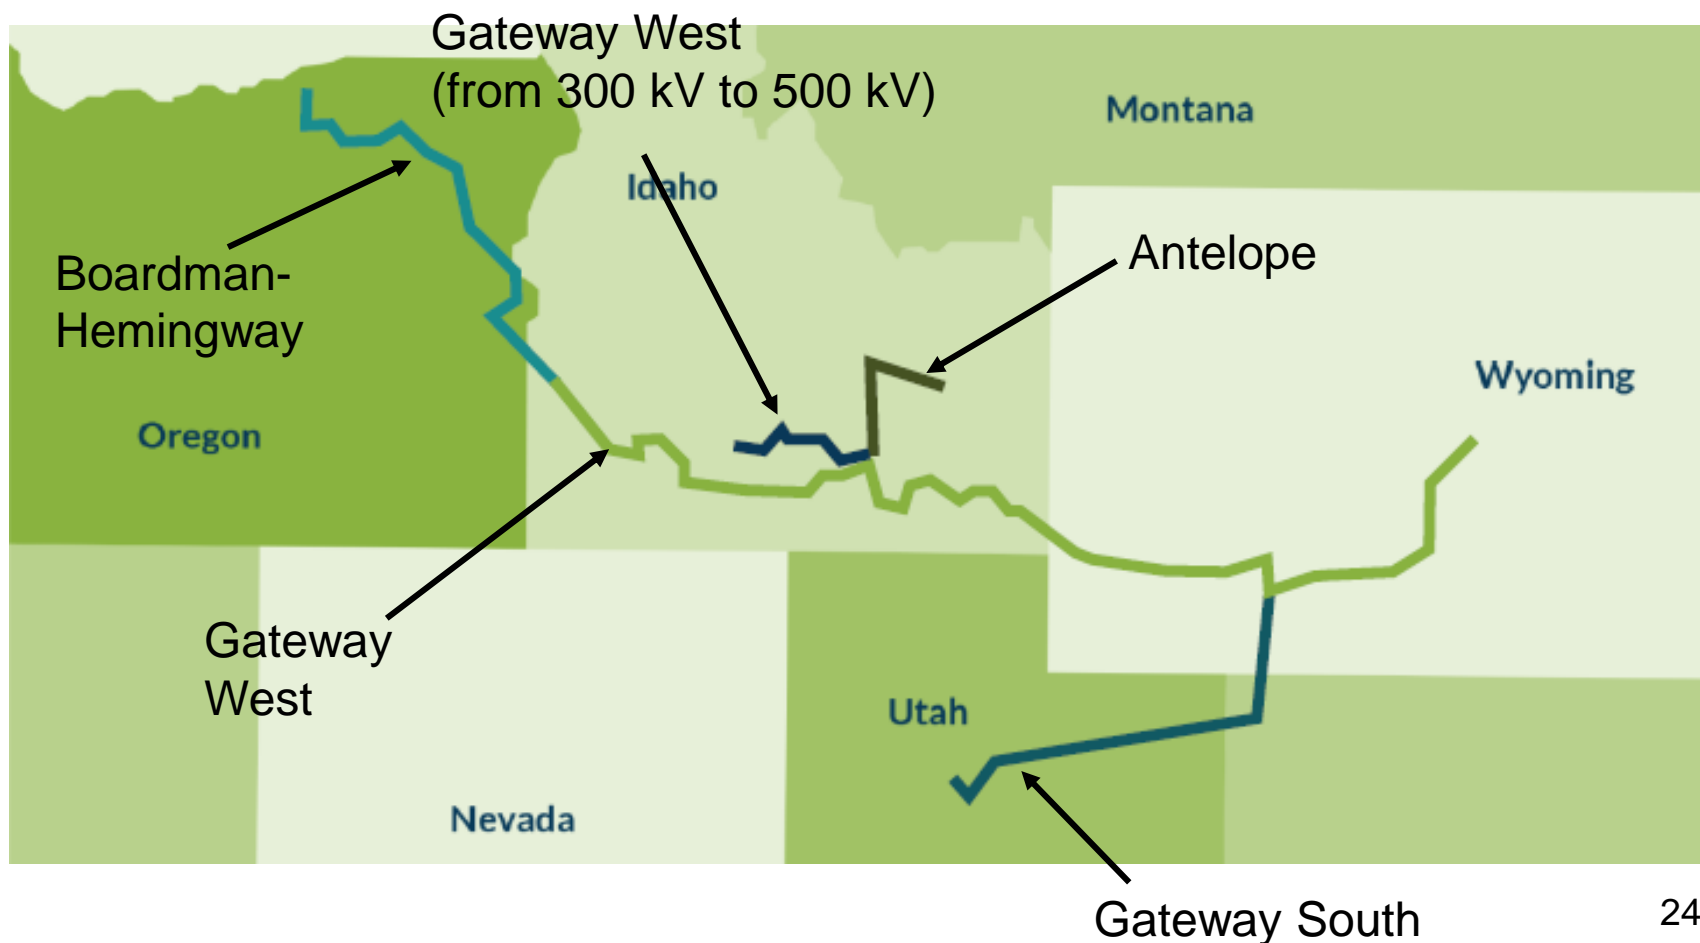 Gateway West
(from 300 kV to 500 kV)
Montana
Idaho
Antelope
Boardman-
Hemingway
Wyoming
Oregon
Gateway
West
Utah
Nevada
Gateway South
24